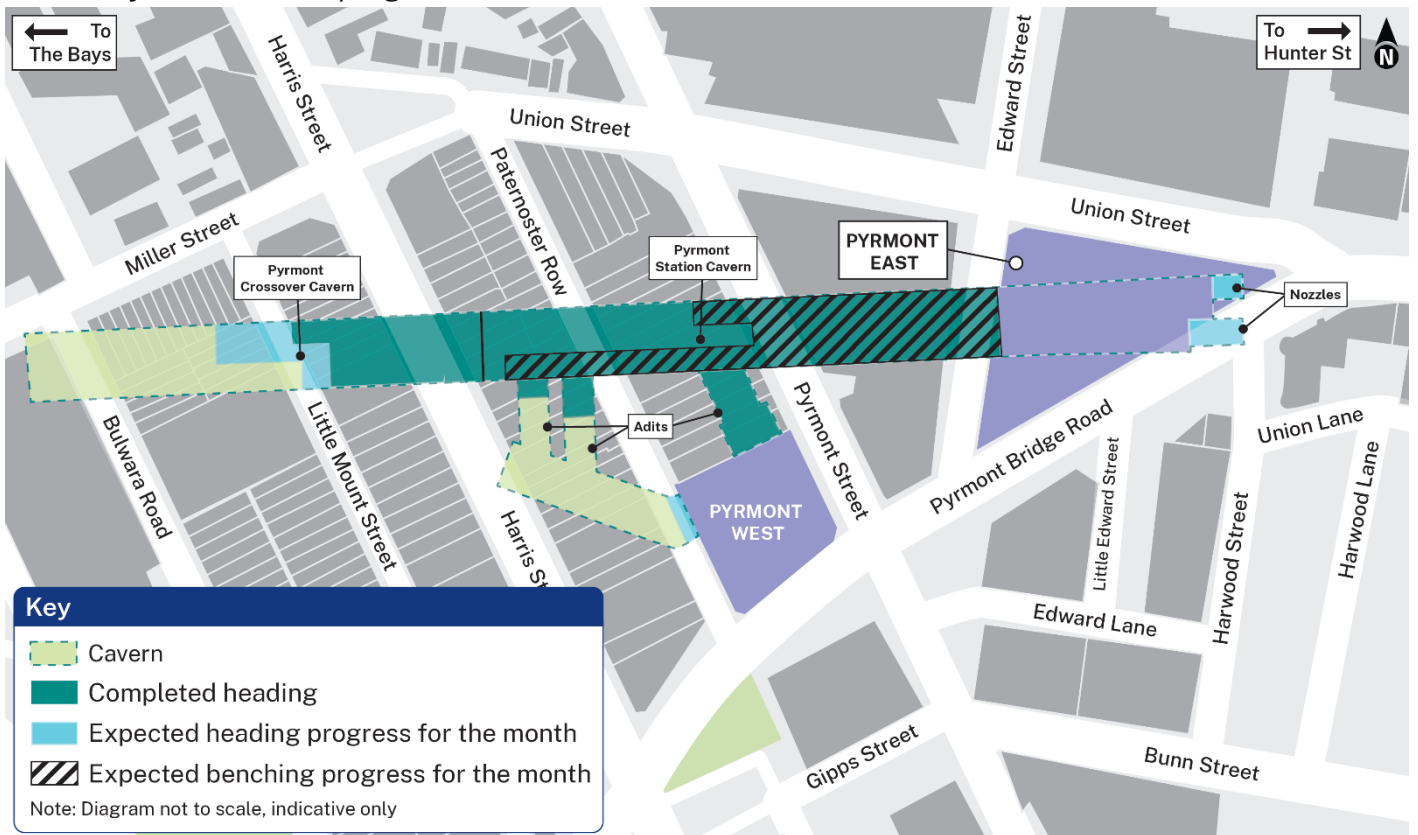 To
The Bays
To
Hunter St
N
Harris Street
Union Street
Edward Street
Paternoster Row
Miller Street
Union Street
Pyrmont
Crossover Cavern
Pyrmont
Station Cavern
PYRMONT
EAST
Nozzles
Bulwara Road
Little Mount Street
Harris St
Adits
Pyrmont Street
PYRMONT
WEST
Pyrmont Bridge Road
Little Edward Street
Union Lane
Harwood Street
Harwood Lane
Edward Lane
Gipps Street
Bunn Street
Key
Cavern
Completed heading
Expected heading progress for the month
Expected benching progress for the month
Note: Diagram not to scale, indicative only